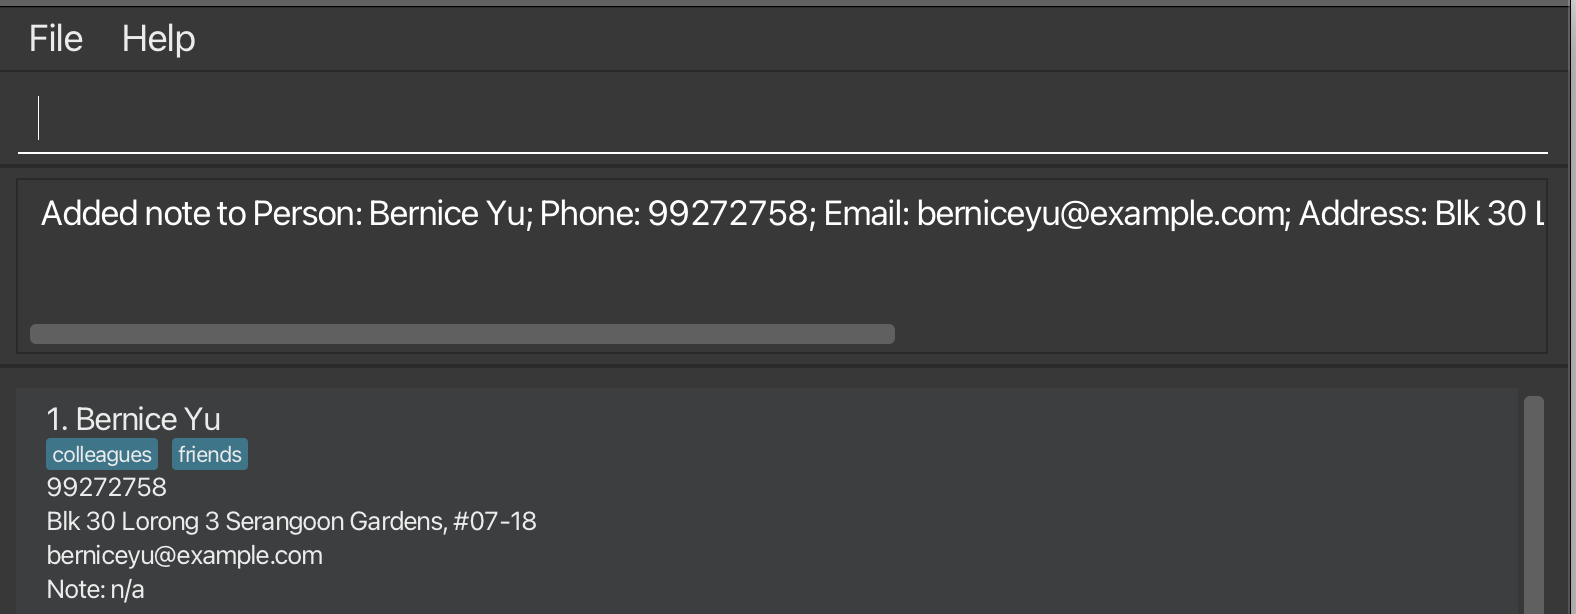 File Help
Added note to Person: Bernice Yu; Phone: 99272758; Email: berniceyu@example.com; Address: Blk 30 L
1. Bernice Yu
colleagues friends
99272758
Blk 30 Lorong 3 Serangoon Gardens, #07-18
berniceyu@example.com
Note: n/a